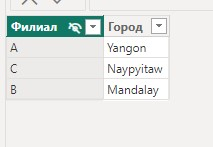 Филиал Город
A Yangon
C Naypyitaw
B Mandalay